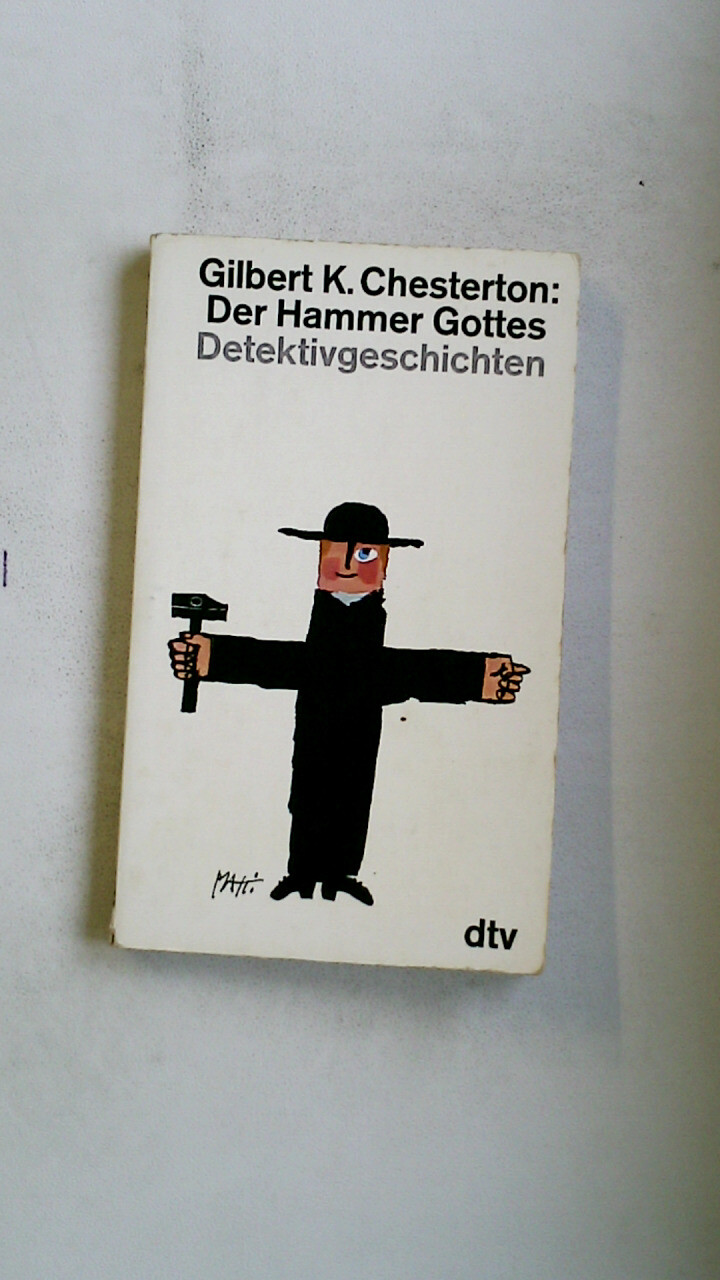 Gilbert K. Chesterton:
Der Hammer Gottes
Detektivgeschichten
dtv